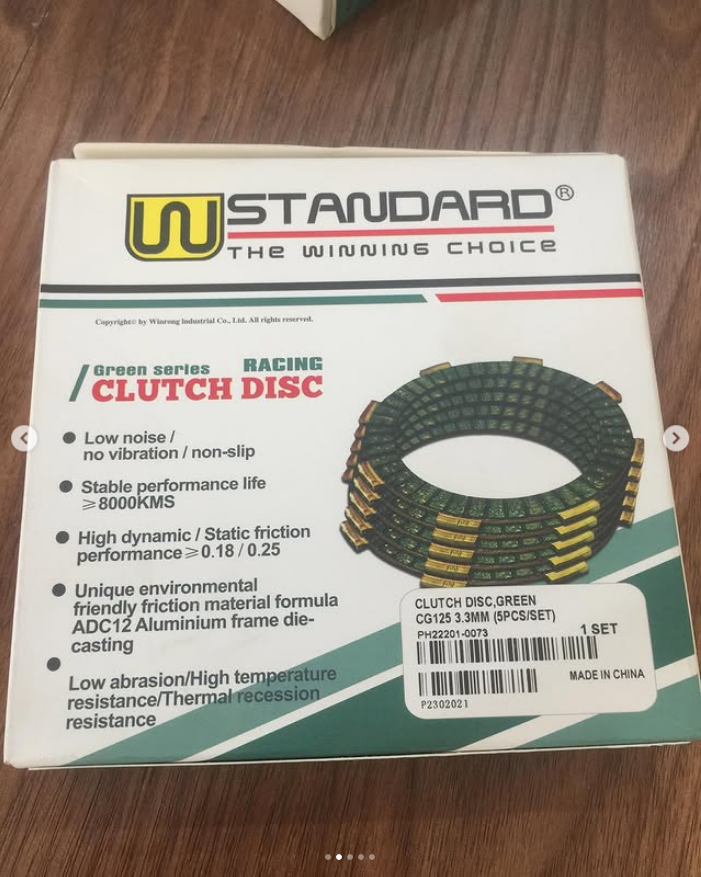 W STANDARD®
THE WINNING CHOICE
Copyright© by Winrong Industrial Co., Ltd. All rights reserved.
Green series RACING
CLUTCH DISC
Low noise /
no vibration / non-slip
Stable performance life
≥8000KMS
High dynamic / Static friction
performance≥0.18 / 0.25
Unique environmental
friendly friction material formula
ADC12 Aluminium frame die-
casting
Low abrasion/High temperature
resistance/Thermal recession
resistance
CLUTCH DISC,GREEN
CG125 3.3MM (5PCS/SET)
PH22201-0073
1 SET
MADE IN CHINA
P2302021